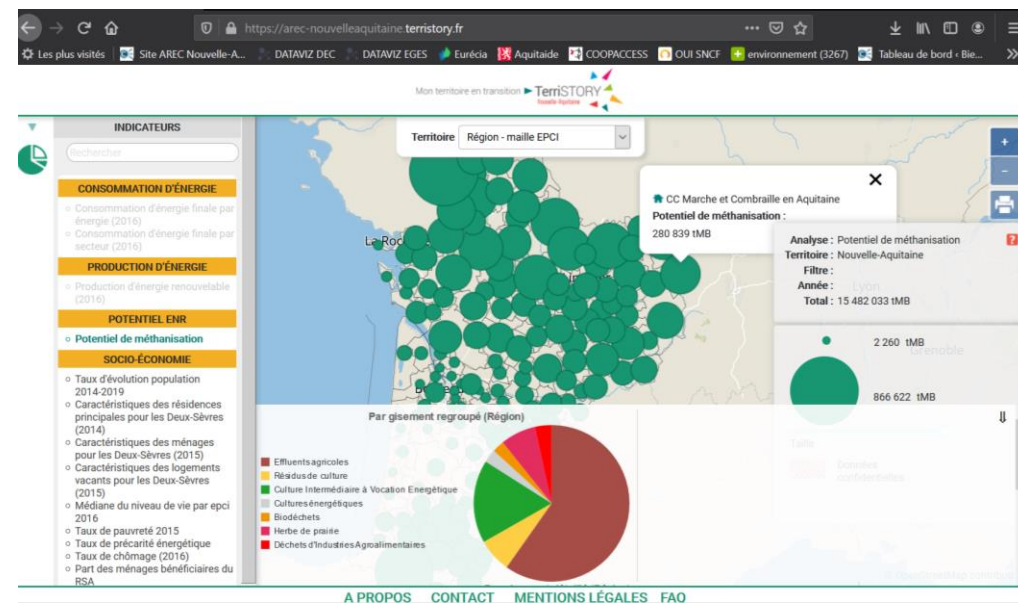 https://arec-nouvelleaquitaine.terristory.fr
Les plus visités
Site AREC Nouvelle-A...
DATAVIZ DEC
DATAVIZ EGES
Eurécia
Aquitaide
COOPACCESS
OUI SNCF
environnement (3267)
Tableau de bord ‹ Bie...
Mon territoire en transition
TerriSTORY
Nouvelle-Aquitaine
INDICATEURS
Rechercher
CONSOMMATION D'ÉNERGIE
Consommation d'énergie finale par
énergie (2016)
Consommation d'énergie finale par
secteur (2016)
PRODUCTION D'ÉNERGIE
Production d'énergie renouvelable
(2016)
POTENTIEL ENR
Potentiel de méthanisation
SOCIO-ÉCONOMIE
Taux d'évolution population
2014-2019
Caractéristiques des résidences
principales pour les Deux-Sèvres
(2014)
Caractéristiques des ménages
pour les Deux-Sèvres (2015)
Caractéristiques des logements
vacants pour les Deux-Sèvres
(2015)
Médiane du niveau de vie par epci
2016
Taux de pauvreté 2015
Taux de précarité énergétique
Taux de chômage (2016)
Part des ménages bénéficiaires du
RSA
Territoire
Région - maille EPCI
La Roc
CC Marche et Combraille en Aquitaine
Potentiel de méthanisation :
280 839 tMB
Analyse : Potentiel de méthanisation
Territoire : Nouvelle-Aquitaine
Filtre :
Année :
Total : 15 482 033 tMB
Lyon
2 260 tMB
Grenoble
866 622 tMB
Données
confidentielles
Par gisement regroupé (Région)
Effluents agricoles
Résidus de culture
Culture Intermédiaire à Vocation Energétique
Cultures énergétiques
Biodéchets
Herbe de prairie
Déchets d'Industries Agroalimentaires
A PROPOS
CONTACT
MENTIONS LÉGALES
FAQ